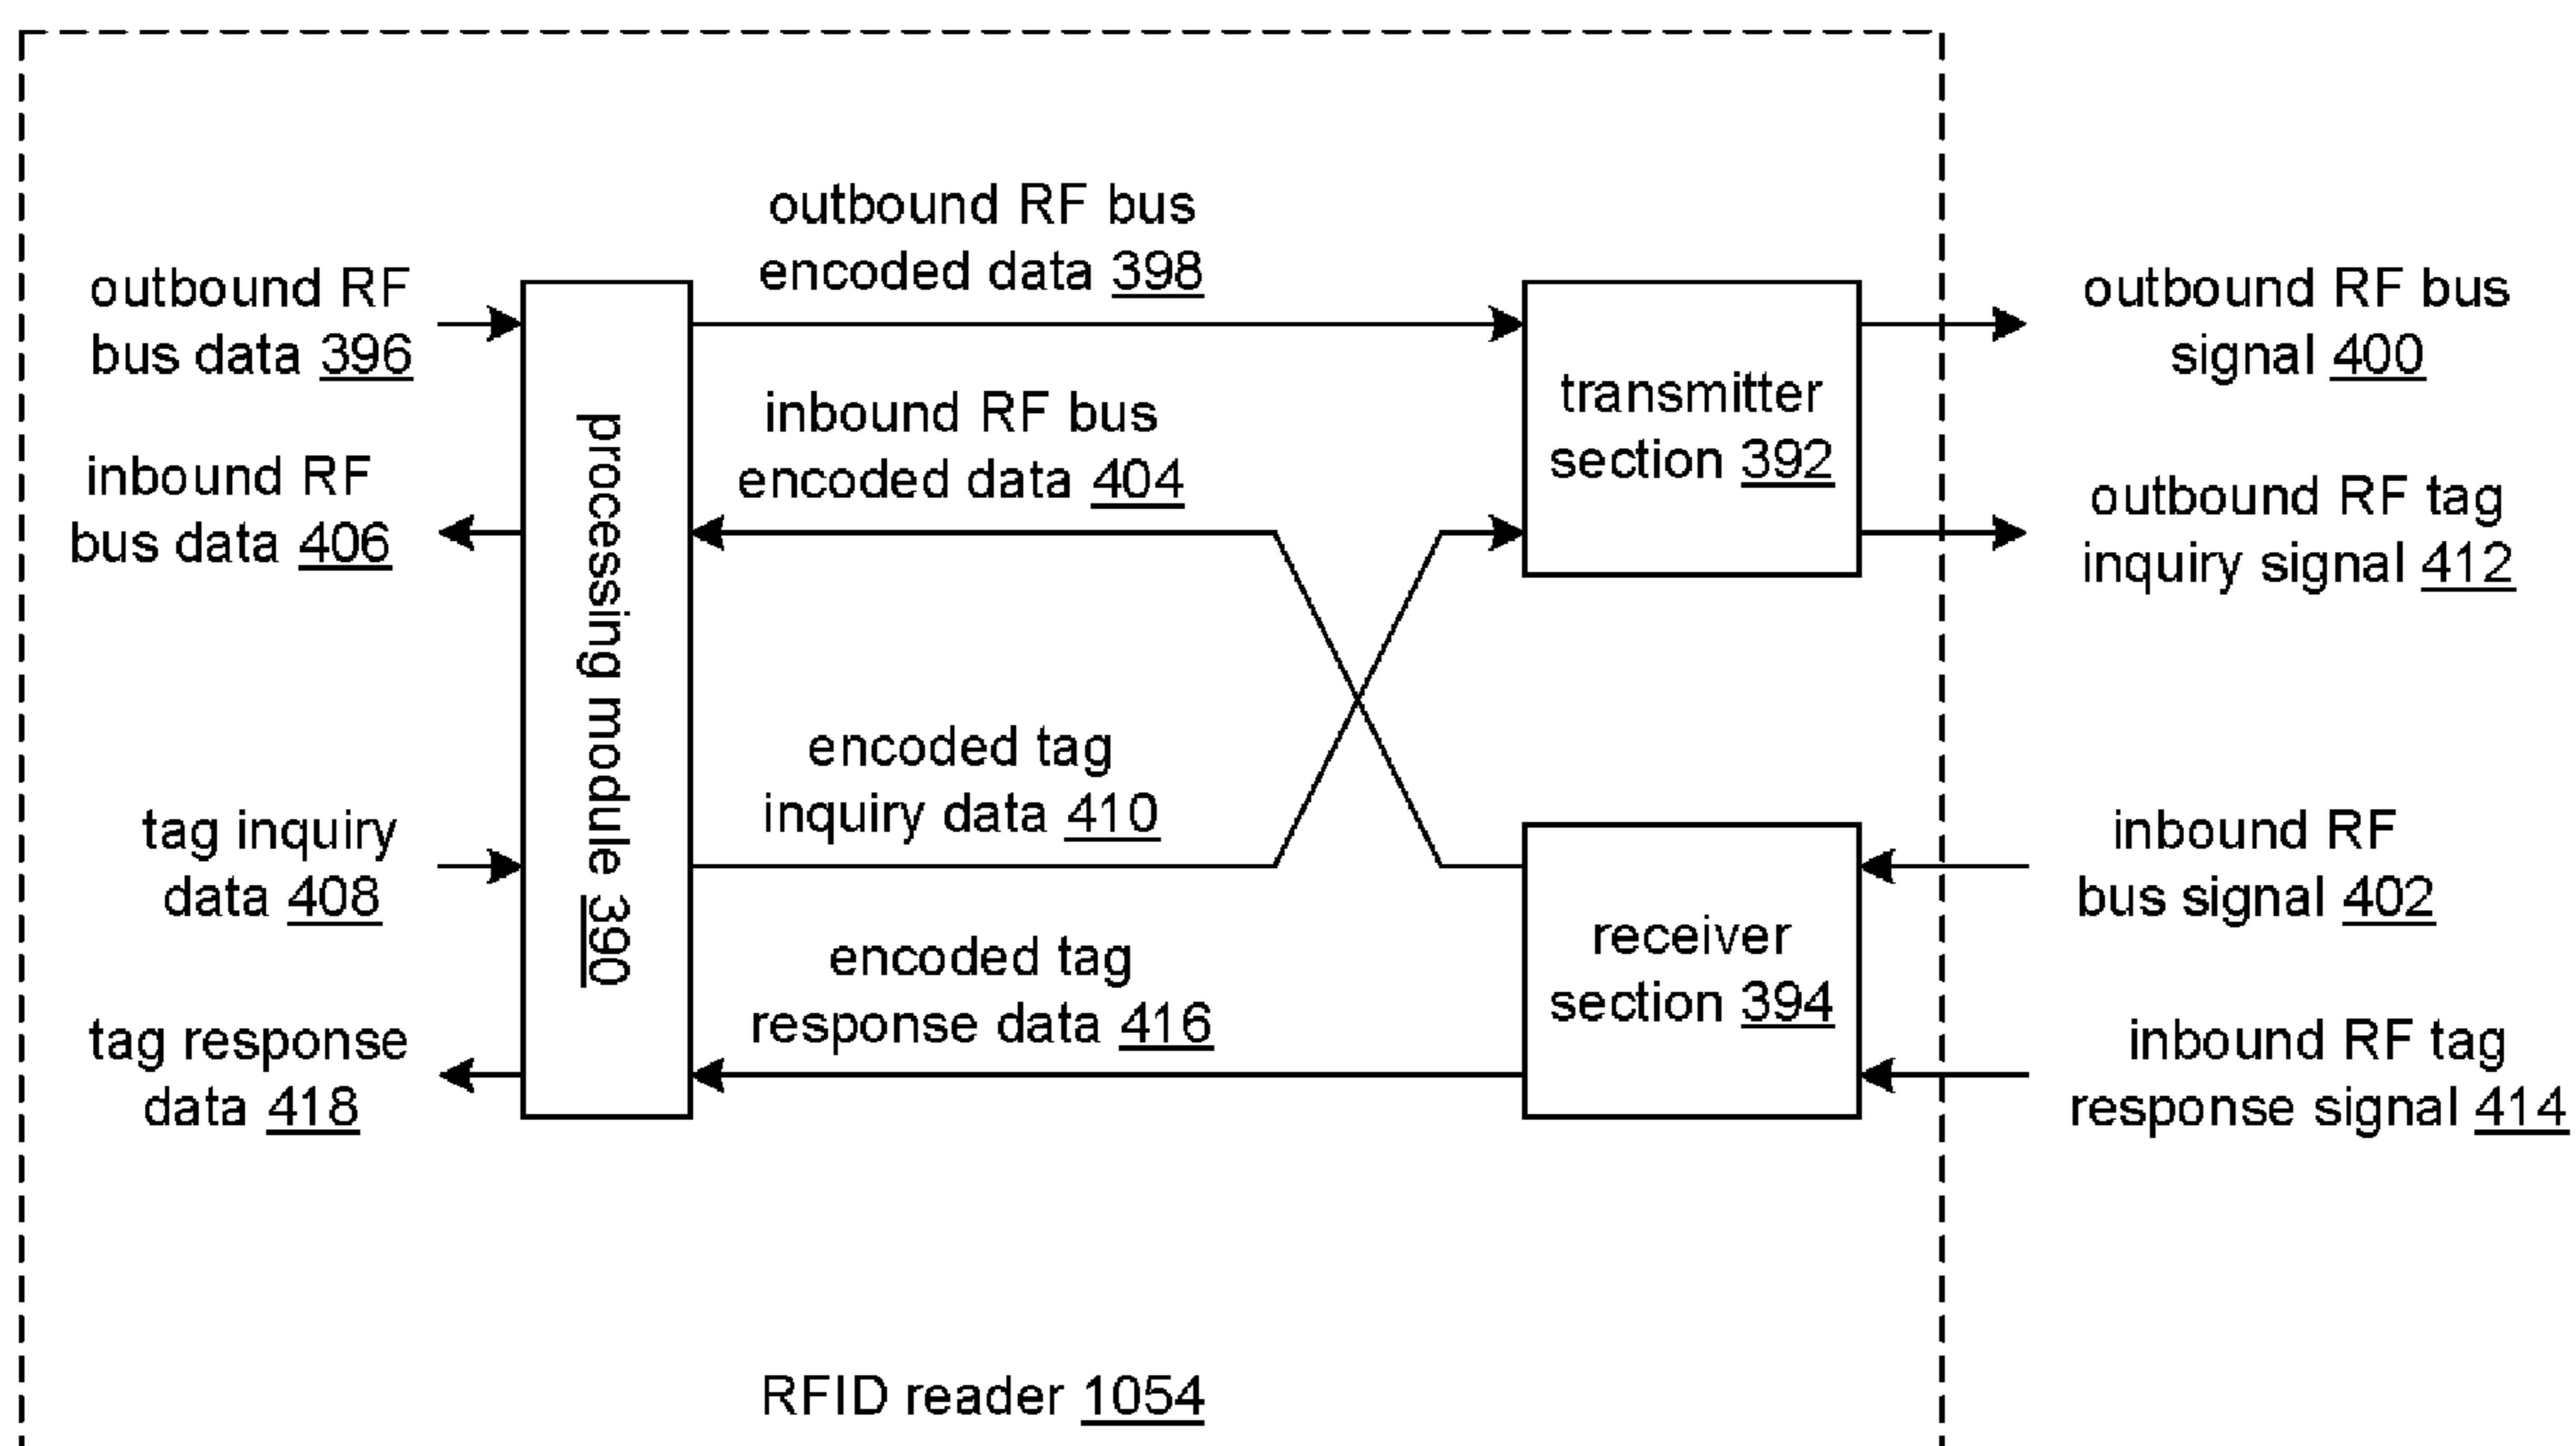 outbound RF bus
encoded data 398
outbound RF
bus data 396
inbound RF bus
encoded data 404
inbound RF
bus data 406
processing module 390
encoded tag
inquiry data 410
tag inquiry
data 408
encoded tag
response data 416
tag response
data 418
transmitter
section 392
receiver
section 394
outbound RF bus
signal 400
outbound RF tag
inquiry signal 412
inbound RF
bus signal 402
inbound RF tag
response signal 414
RFID reader 1054